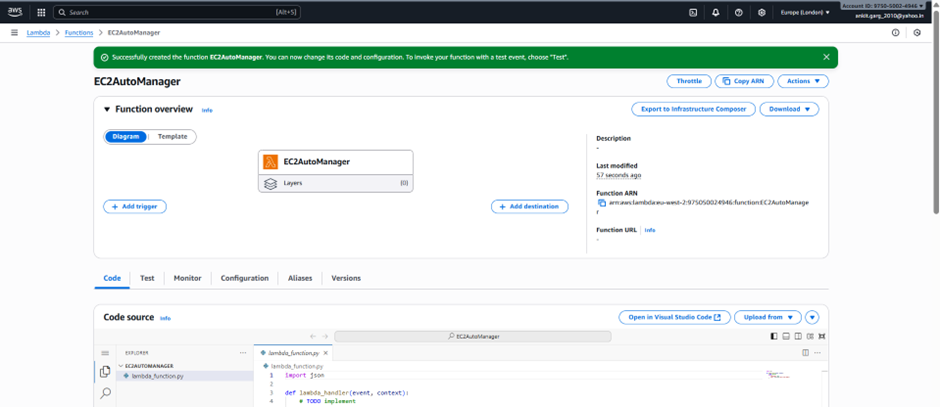 aws
Search
[Alt+S]
Europe (London)
Account ID: 9750-5002-4946
ankit.garg_2010@yahoo.in
Lambda > Functions > EC2AutoManager
Successfully created the function EC2AutoManager. You can now change its code and configuration. To invoke your function with a test event, choose "Test".
EC2AutoManager
Throttle
Copy ARN
Actions
Function overview Info
Export to Infrastructure Composer
Download
Diagram
Template
EC2AutoManager
Layers
(0)
+ Add trigger
+ Add destination
Description
-
Last modified
57 seconds ago
Function ARN
arn:aws:lambda:eu-west-2:975050024946:function:EC2AutoManage
r
Function URL Info
-
Code
Test
Monitor
Configuration
Aliases
Versions
Code source Info
Open in Visual Studio Code
Upload from
EC2AutoManager
EXPLORER
EC2AUTOMANAGER
lambda_function.py
lambda_function.py
lambda_function.py
1 import json
2
3 def lambda_handler(event, context):
4 # TODO implement